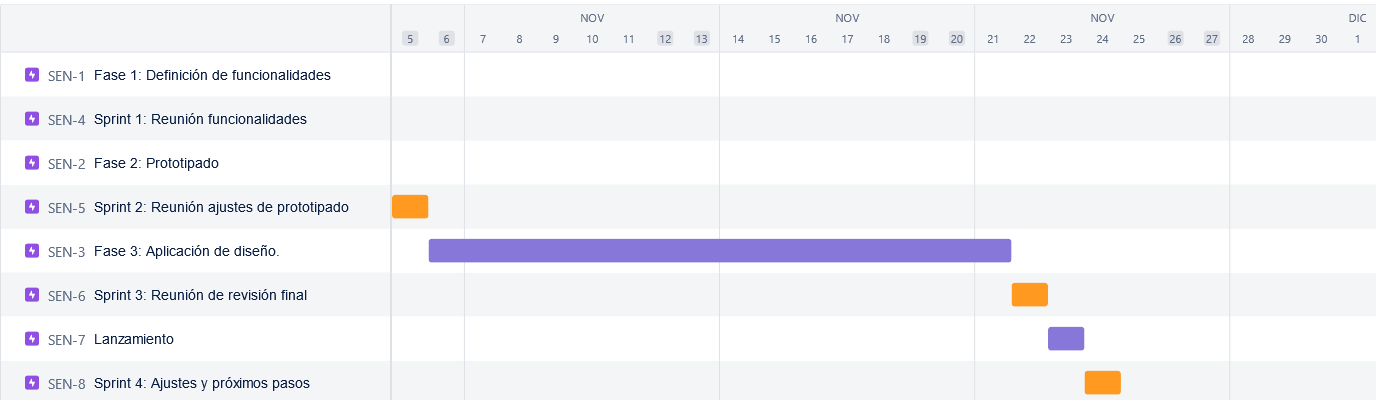 NOV NOV NOV DIC
5 6 7 8 9 10 11 12 13 14 15 16 17 18 19 20 21 22 23 24 25 26 27 28 29 30 1
SEN-1 Fase 1: Definición de funcionalidades
SEN-4 Sprint 1: Reunión funcionalidades
SEN-2 Fase 2: Prototipado
SEN-5 Sprint 2: Reunión ajustes de prototipado
SEN-3 Fase 3: Aplicación de diseño.
SEN-6 Sprint 3: Reunión de revisión final
SEN-7 Lanzamiento
SEN-8 Sprint 4: Ajustes y próximos pasos